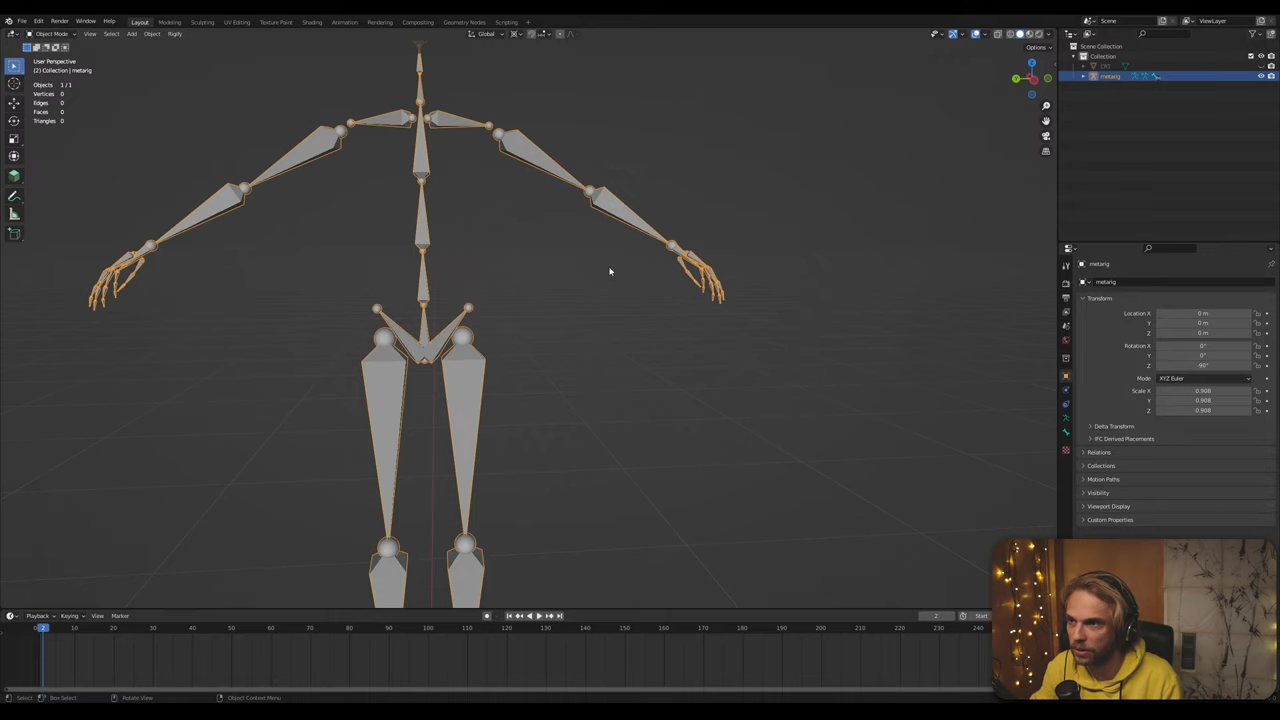 File Edit Render Window Help Layout Modeling Sculpting UV Editing Texture Paint Shading Animation Rendering Compositing Geometry Nodes Scripting Scene ViewLayer
Object Mode View Select Add Object Rigify Global
Options
User Perspective
(2) Collection | metarig
Objects 1/1
Vertices 0
Edges 0
Faces 0
Triangles 0
Z
Y
Scene Collection
Collection
CRT
metarig
metarig
metarig
Transform
Location X 0 m
Y 0 m
Z 0 m
Rotation X 0°
Y 0°
Z -90°
Mode XYZ Euler
Scale X 0.908
Y 0.908
Z 0.908
Delta Transform
IFC Derived Placements
Relations
Collections
Motion Paths
Visibility
Viewport Display
Custom Properties
Playback Keying View Marker 2 Start
2 10 20 30 40 50 60 70 80 90 100 110 120 130 140 150 160 170 180 190 200 210 220 230 240
Select Box Select Rotate View Object Context Menu